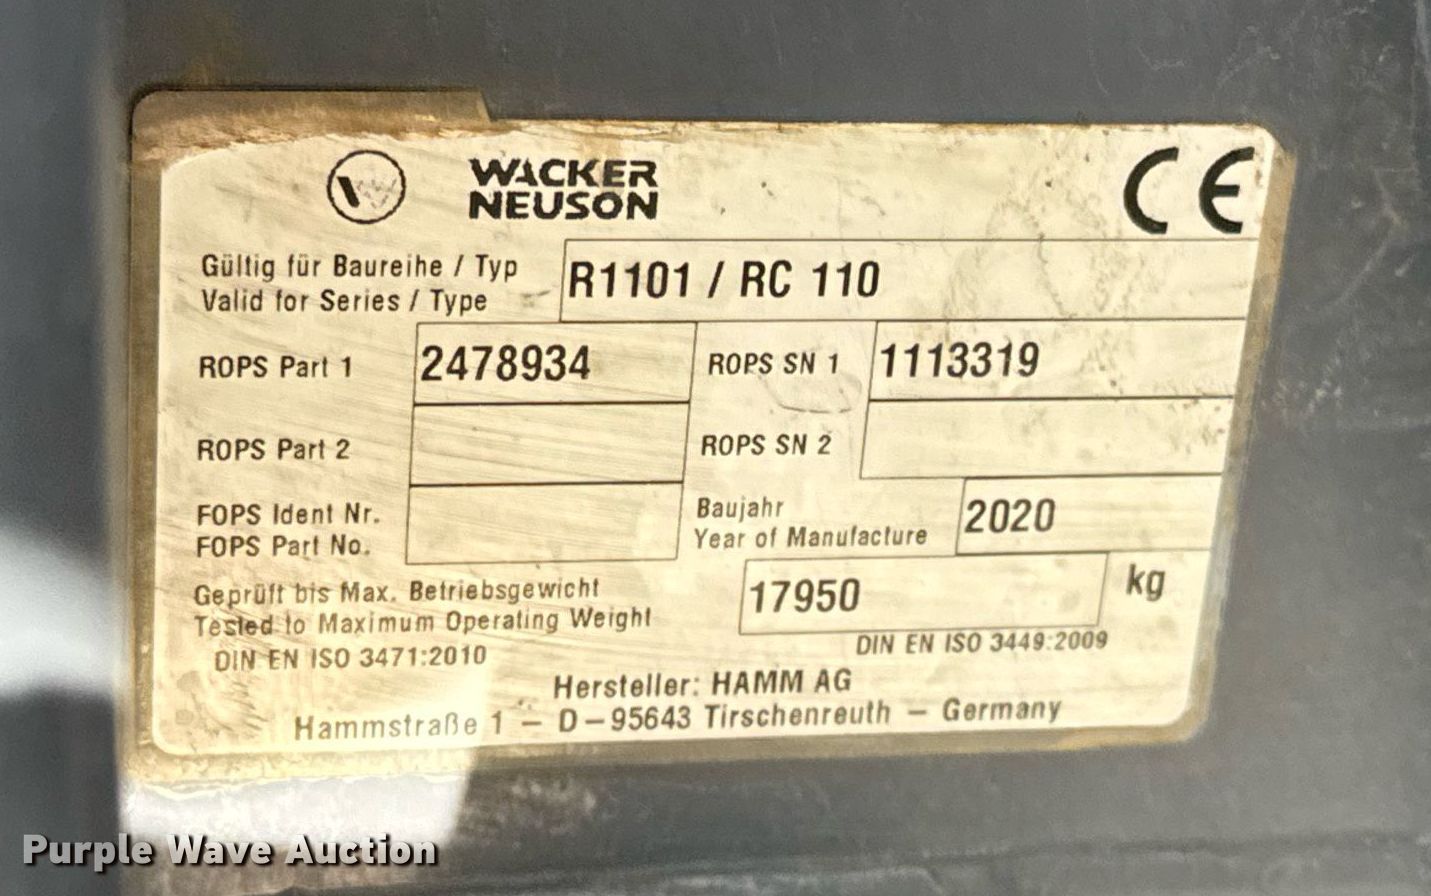 WACKER
NEUSON
CE
Gültig für Baureihe / Typ
Valid for Series / Type
R1101 / RC 110
ROPS Part 1 2478934 ROPS SN 1 1113319
ROPS Part 2 ROPS SN 2
FOPS Ident Nr.
FOPS Part No.
Baujahr
Year of Manufacture
2020
Geprüft bis Max. Betriebsgewicht
Tested to Maximum Operating Weight
17950 kg
DIN EN ISO 3471:2010 DIN EN ISO 3449:2009
Hersteller: HAMM AG
Hammstraße 1 – D–95643 Tirschenreuth – Germany
Purple Wave Auction